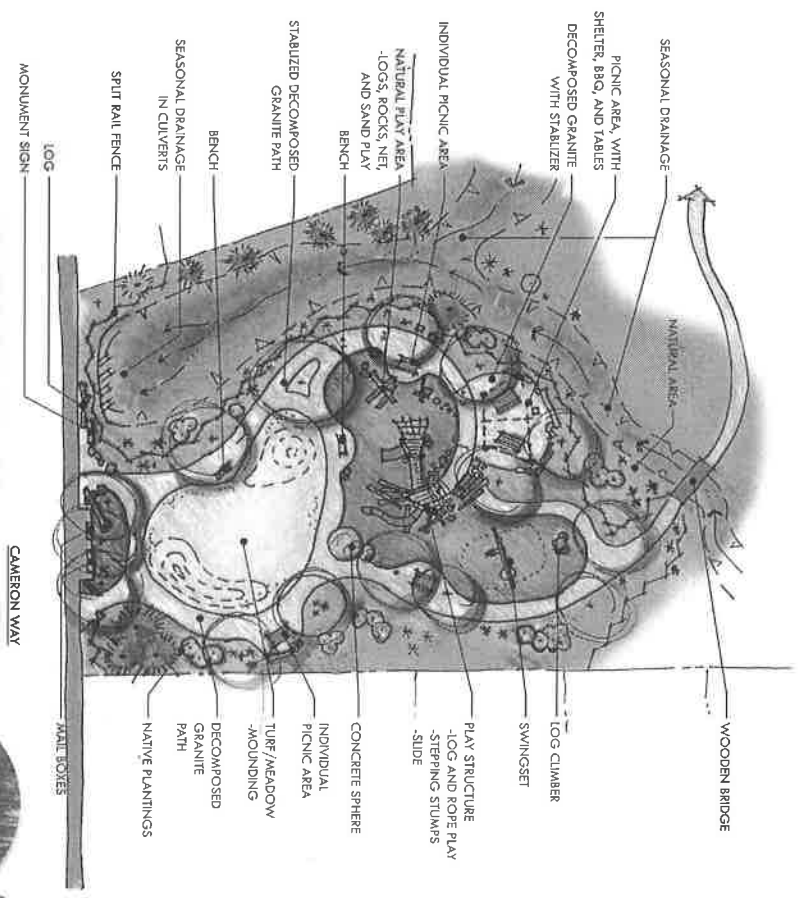 SEASONAL DRAINAGE
PICNIC AREA, WITH
SHELTER, BBQ, AND TABLES
DECOMPOSED GRANITE
WITH STABLIZER
INDIVIDUAL PICNIC AREA
NATURAL PLAY AREA
-LOGS, ROCKS, NET,
AND SAND PLAY
BENCH
STABLIZED DECOMPOSED
GRANITE PATH
BENCH
SEASONAL DRAINAGE
IN CULVERTS
SPLIT RAIL FENCE
LOG
MONUMENT SIGN
NATURAL AREA
WOODEN BRIDGE
LOG CLIMBER
SWINGSET
PLAY STRUCTURE
-LOG AND ROPE PLAY
-STEPPING STUMPS
-SLIDE
CONCRETE SPHERE
INDIVIDUAL
PICNIC AREA
TURF/MEADOW
-MOUNDING
DECOMPOSED
GRANITE
PATH
NATIVE PLANTINGS
MAIL BOXES
CAMERON WAY